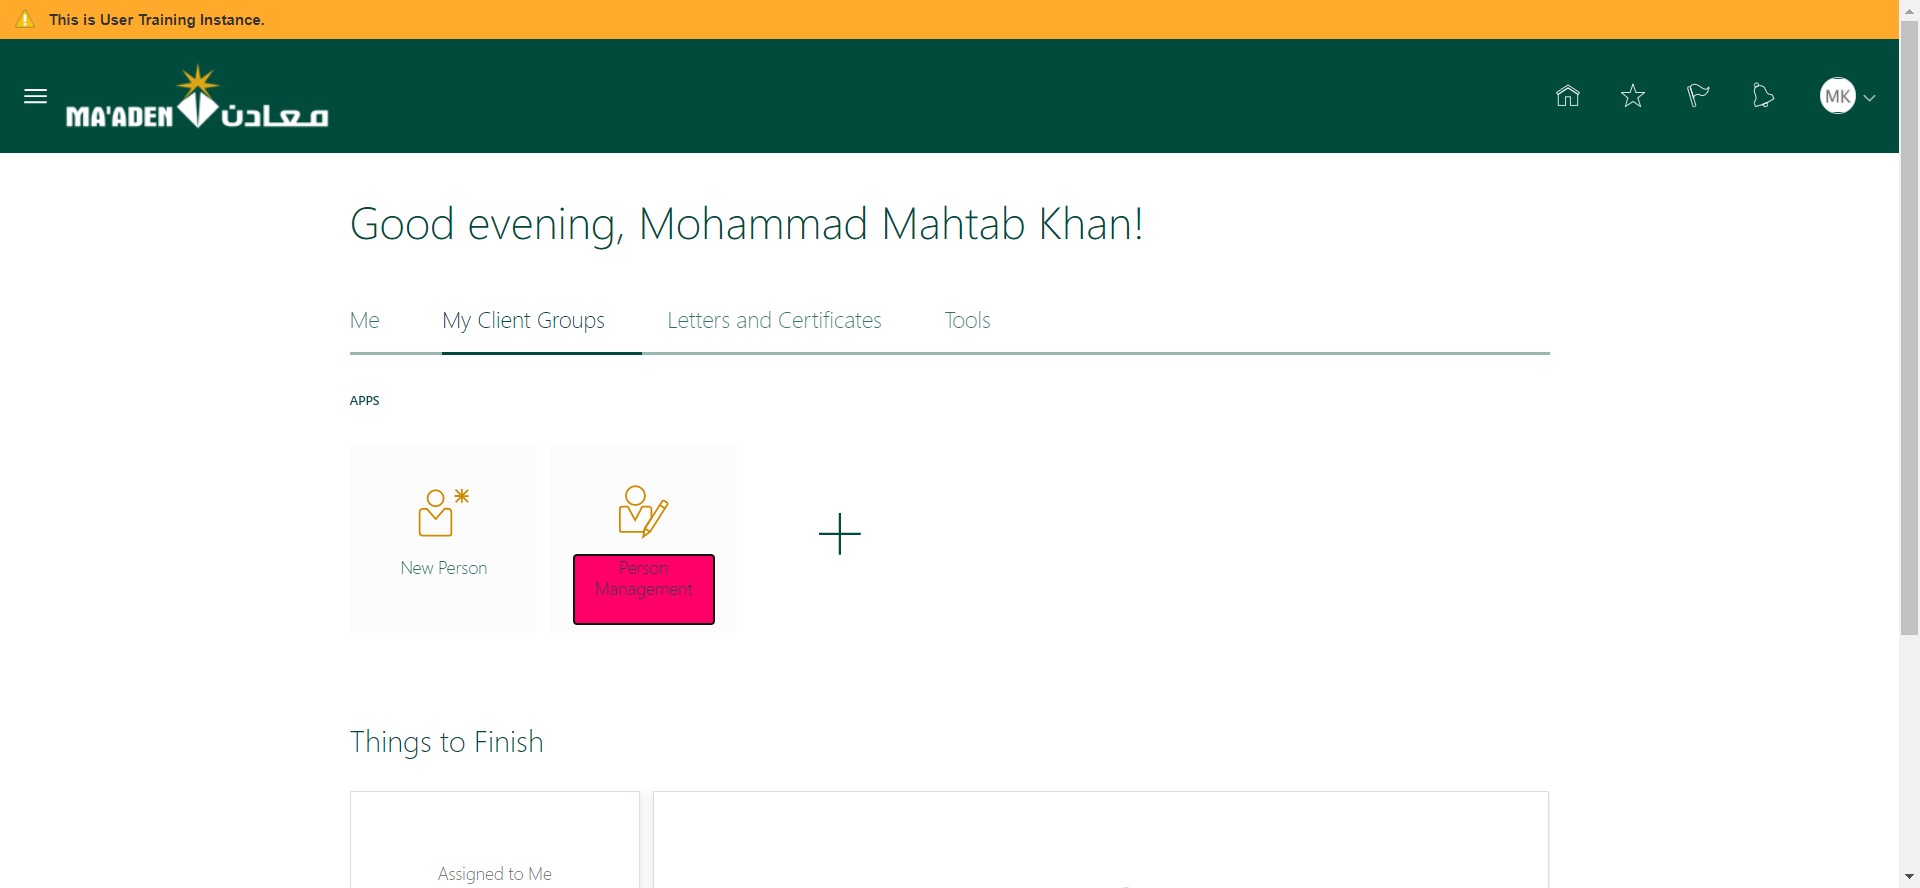 This is User Training Instance.
MA'ADEN معادن
MK
Good evening, Mohammad Mahtab Khan!
Me My Client Groups Letters and Certificates Tools
APPS
New Person
Person
Management
Things to Finish
Assigned to Me